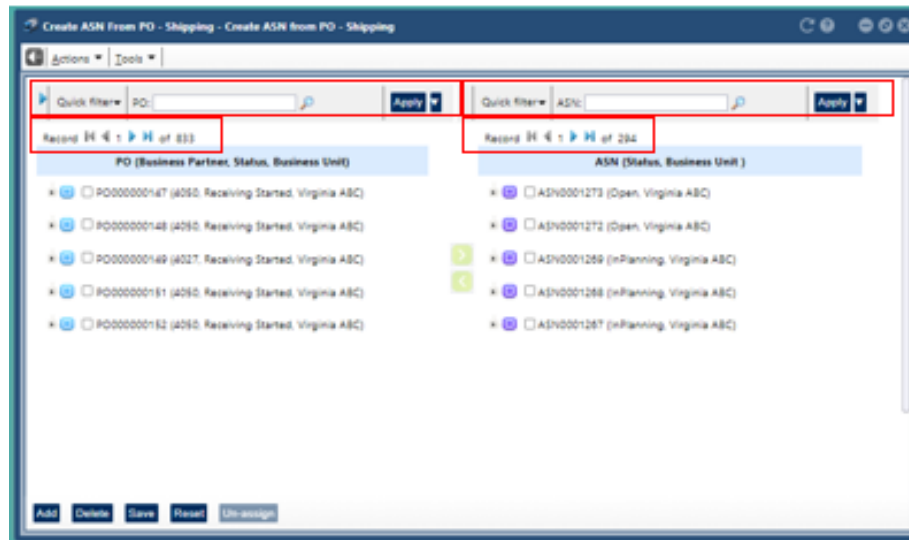 Create ASN From PO - Shipping - Create ASN from PO - Shipping
Actions Tools
Quick filter PO: Apply
Quick filter ASN: Apply
Record 1 of 833
Record 1 of 294
PO (Business Partner, Status, Business Unit)
PO000000147 (4050, Receiving Started, Virginia ABC)
PO000000148 (4050, Receiving Started, Virginia ABC)
PO000000149 (4027, Receiving Started, Virginia ABC)
PO000000151 (4050, Receiving Started, Virginia ABC)
PO000000152 (4050, Receiving Started, Virginia ABC)
ASN (Status, Business Unit )
ASN0001273 (Open, Virginia ABC)
ASN0001272 (Open, Virginia ABC)
ASN0001269 (InPlanning, Virginia ABC)
ASN0001268 (InPlanning, Virginia ABC)
ASN0001267 (InPlanning, Virginia ABC)
Add Delete Save Reset Un-assign